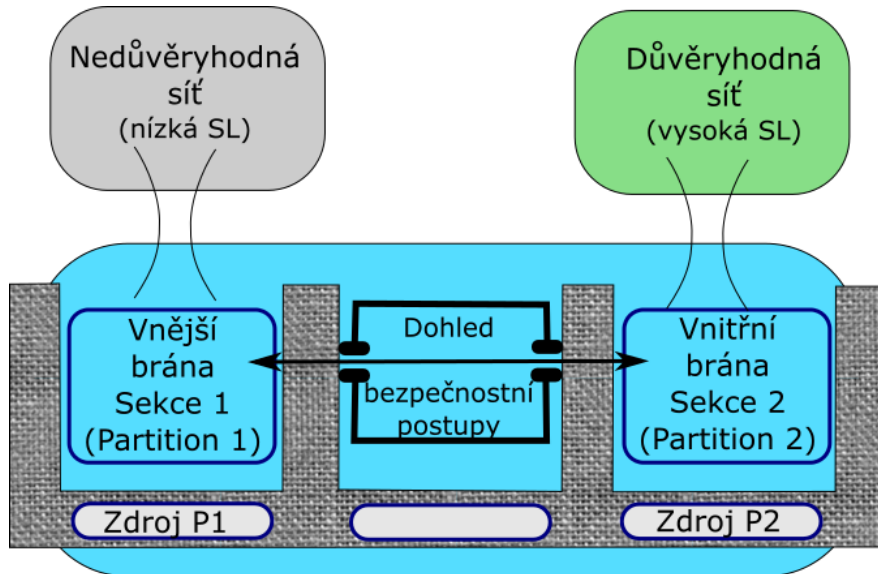 Nedůvěryhodná
síť
(nízká SL)
Důvěryhodná
síť
(vysoká SL)
Vnější
brána
Sekce 1
(Partition 1)
Dohled
bezpečnostní
postupy
Vnitřní
brána
Sekce 2
(Partition 2)
Zdroj P1
Zdroj P2